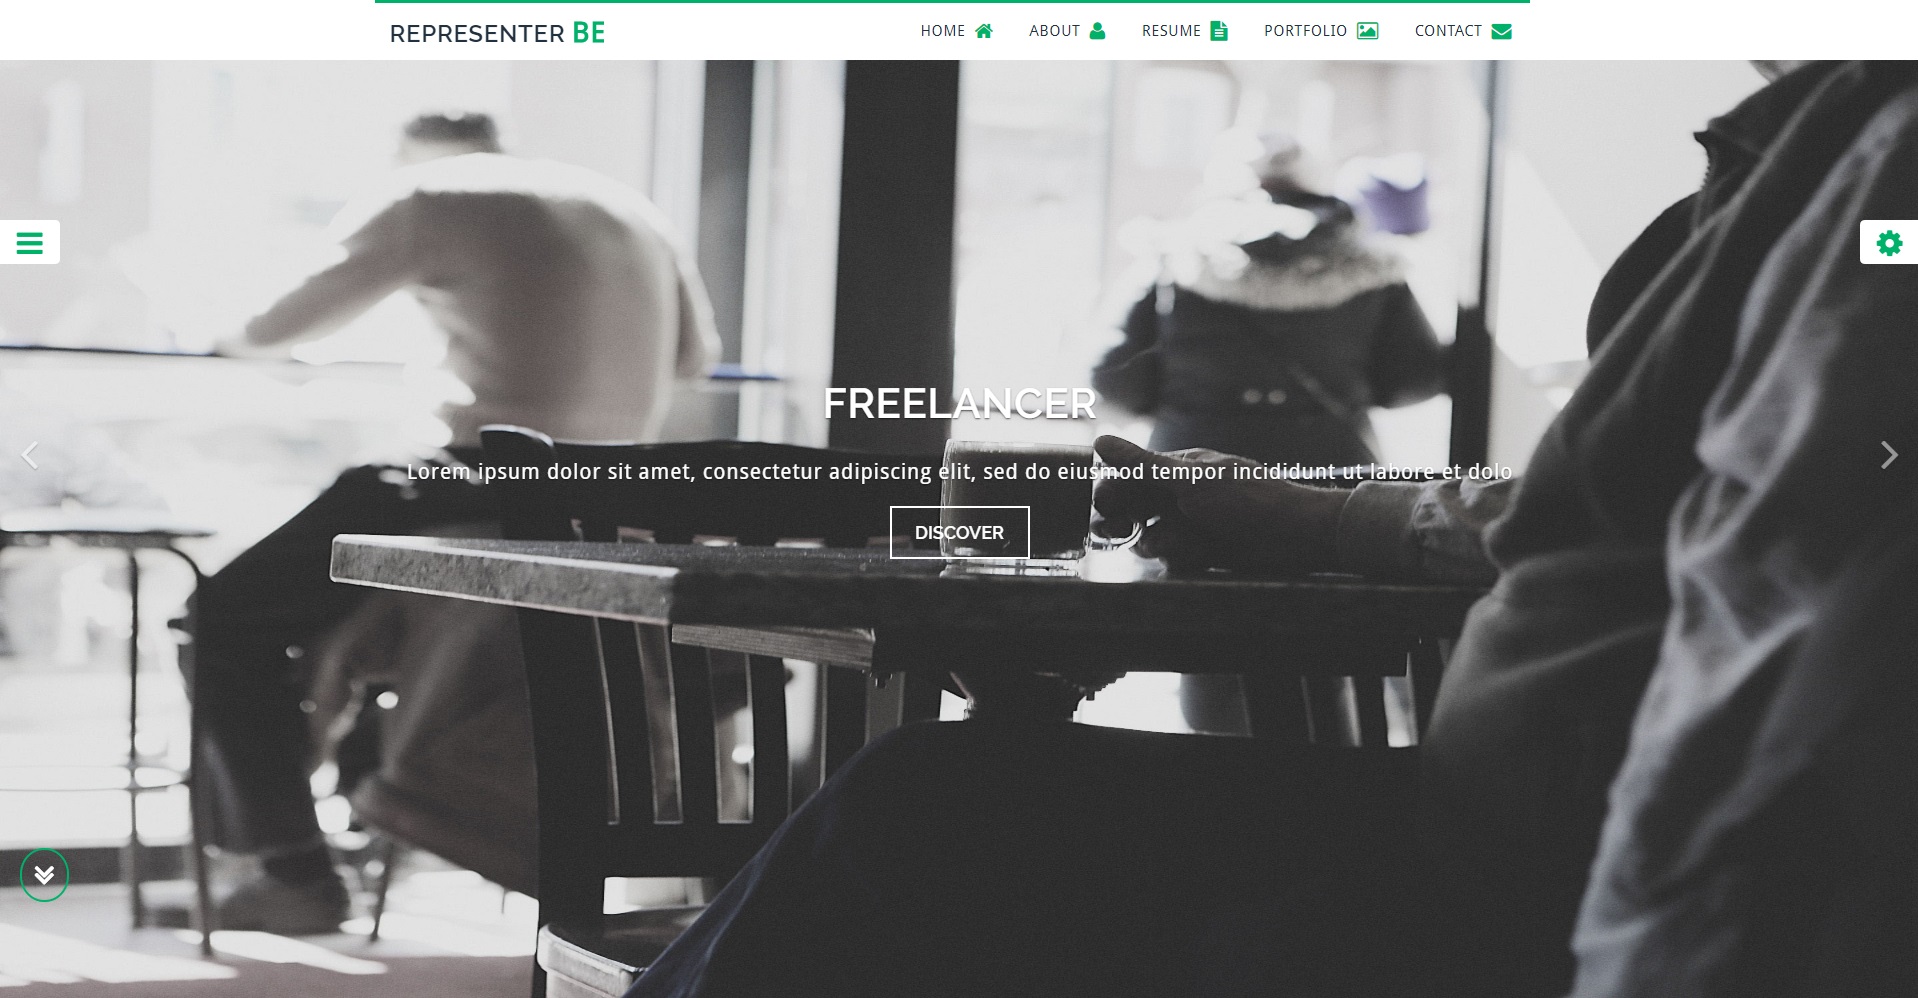 REPRESENTER BE
HOME
ABOUT
RESUME
PORTFOLIO
CONTACT
FREELANCER
Lorem ipsum dolor sit amet, consectetur adipiscing elit, sed do eiusmod tempor incididunt ut labore et dolo
DISCOVER